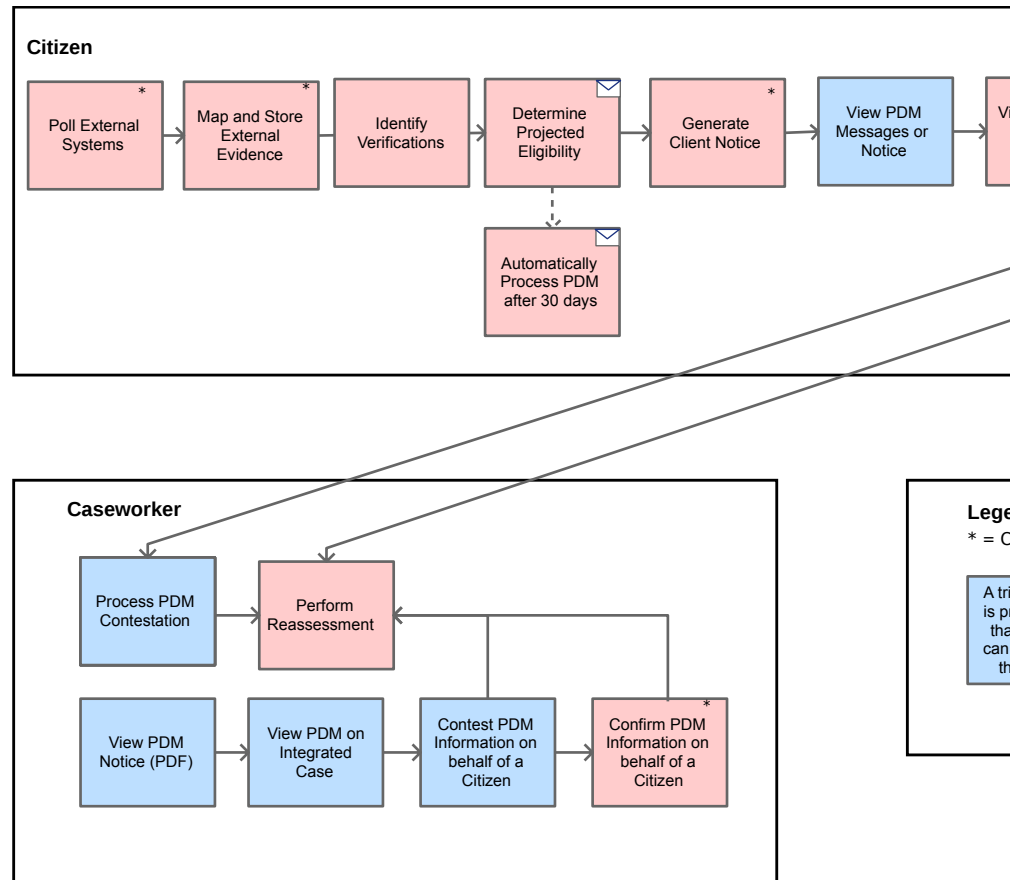 Citizen
*
Poll External
Systems
*
Map and Store
External
Evidence
Identify
Verifications
Determine
Projected
Eligibility
*
Generate
Client Notice
View PDM
Messages or
Notice
Automatically
Process PDM
after 30 days
Caseworker
Process PDM
Contestation
Perform
Reassessment
View PDM
Notice (PDF)
View PDM on
Integrated
Case
Contest PDM
Information on
behalf of a
Citizen
*
Confirm PDM
Information on
behalf of a
Citizen
* =
A
is
can